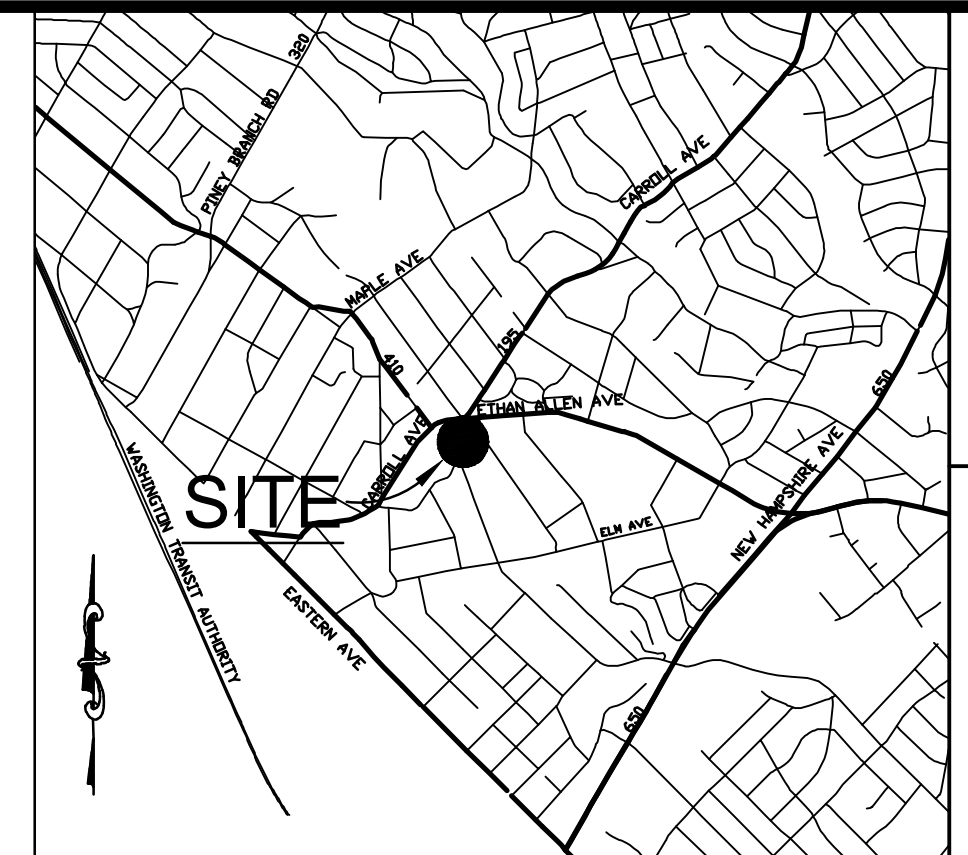 320
PINEY BRANCH RD
CARROLL AVE
MAPLE AVE
195
410
650
ETHAN ALLEN AVE
CARROLL AVE
NEW HAMPSHIRE AVE
WASHINGTON TRANSIT AUTHORITY
SITE
ELM AVE
EASTERN AVE
650